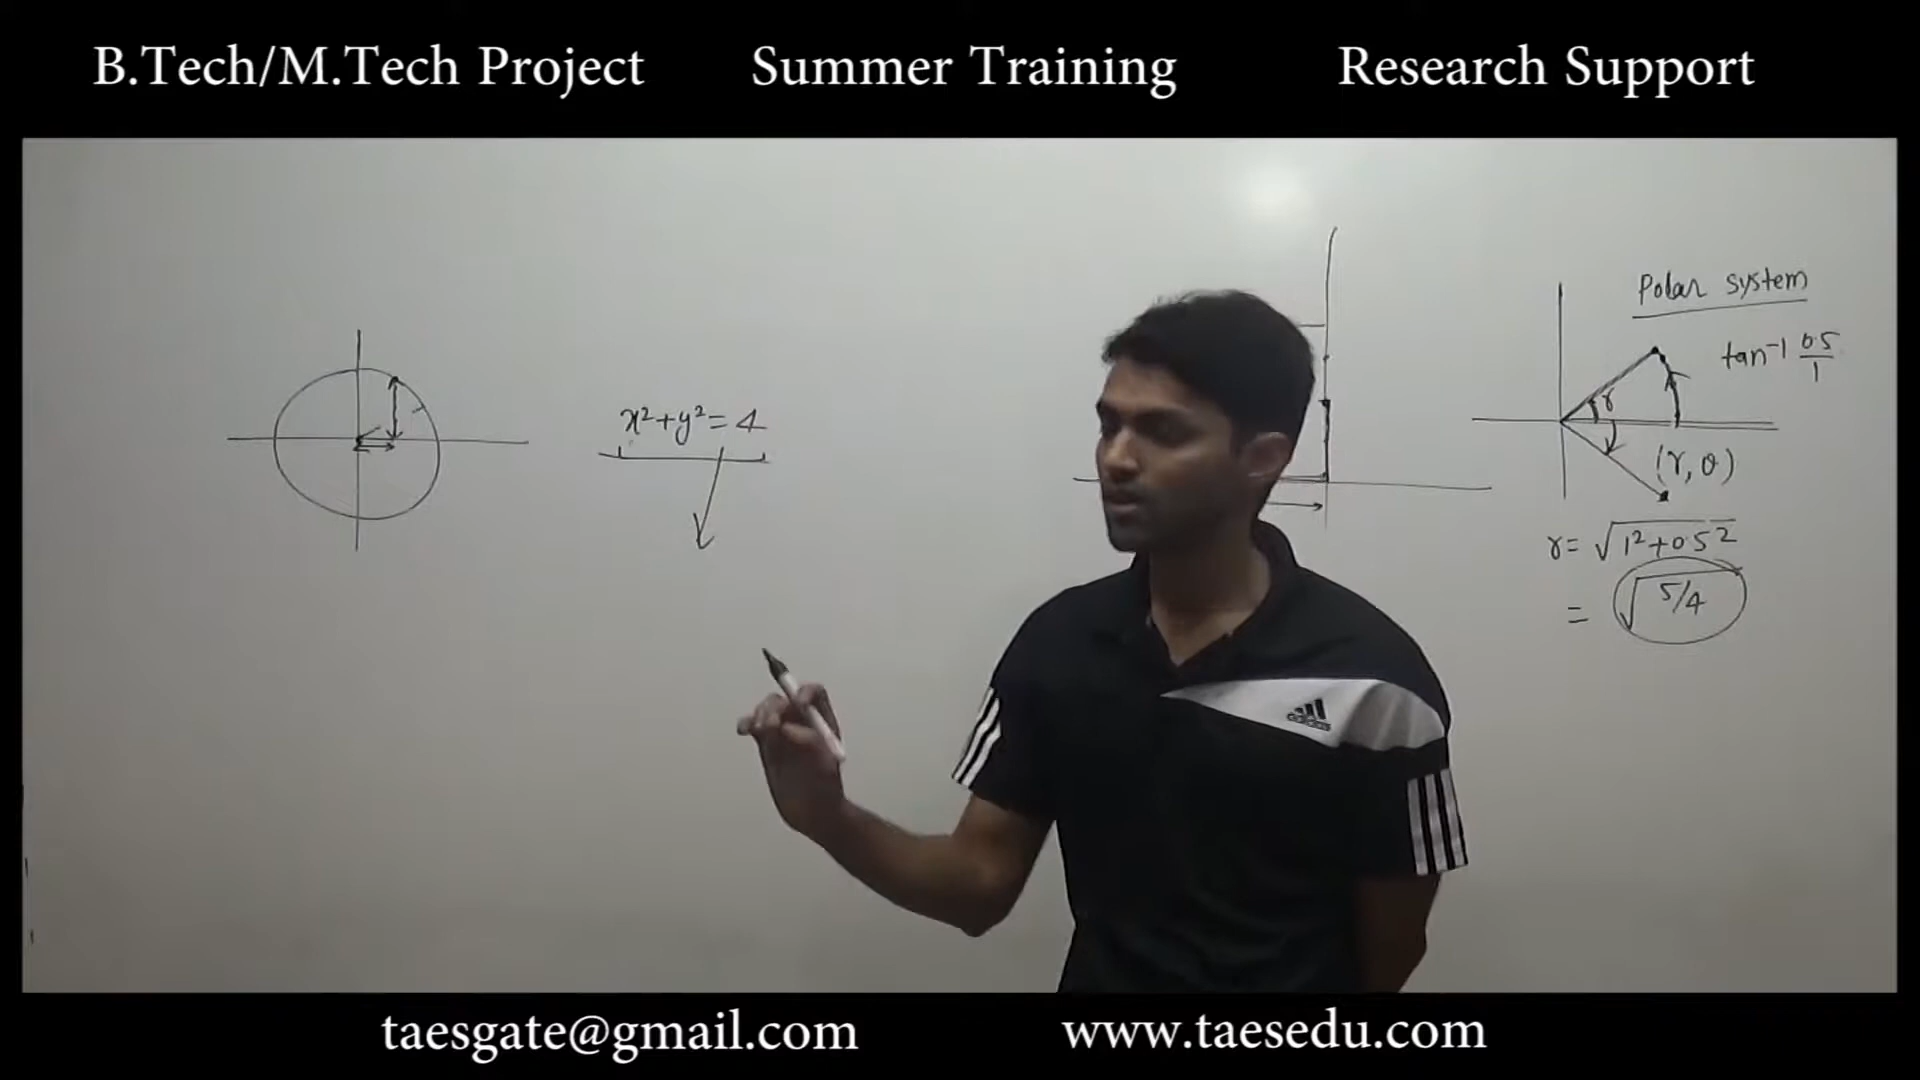 B.Tech/M.Tech Project Summer Training Research Support
Polar system
tan⁻¹ 0.5/1
x²+y²=4
r
(r, θ)
r= √1²+0.5²
= √5/4
adidas
taesgate@gmail.com www.taesedu.com